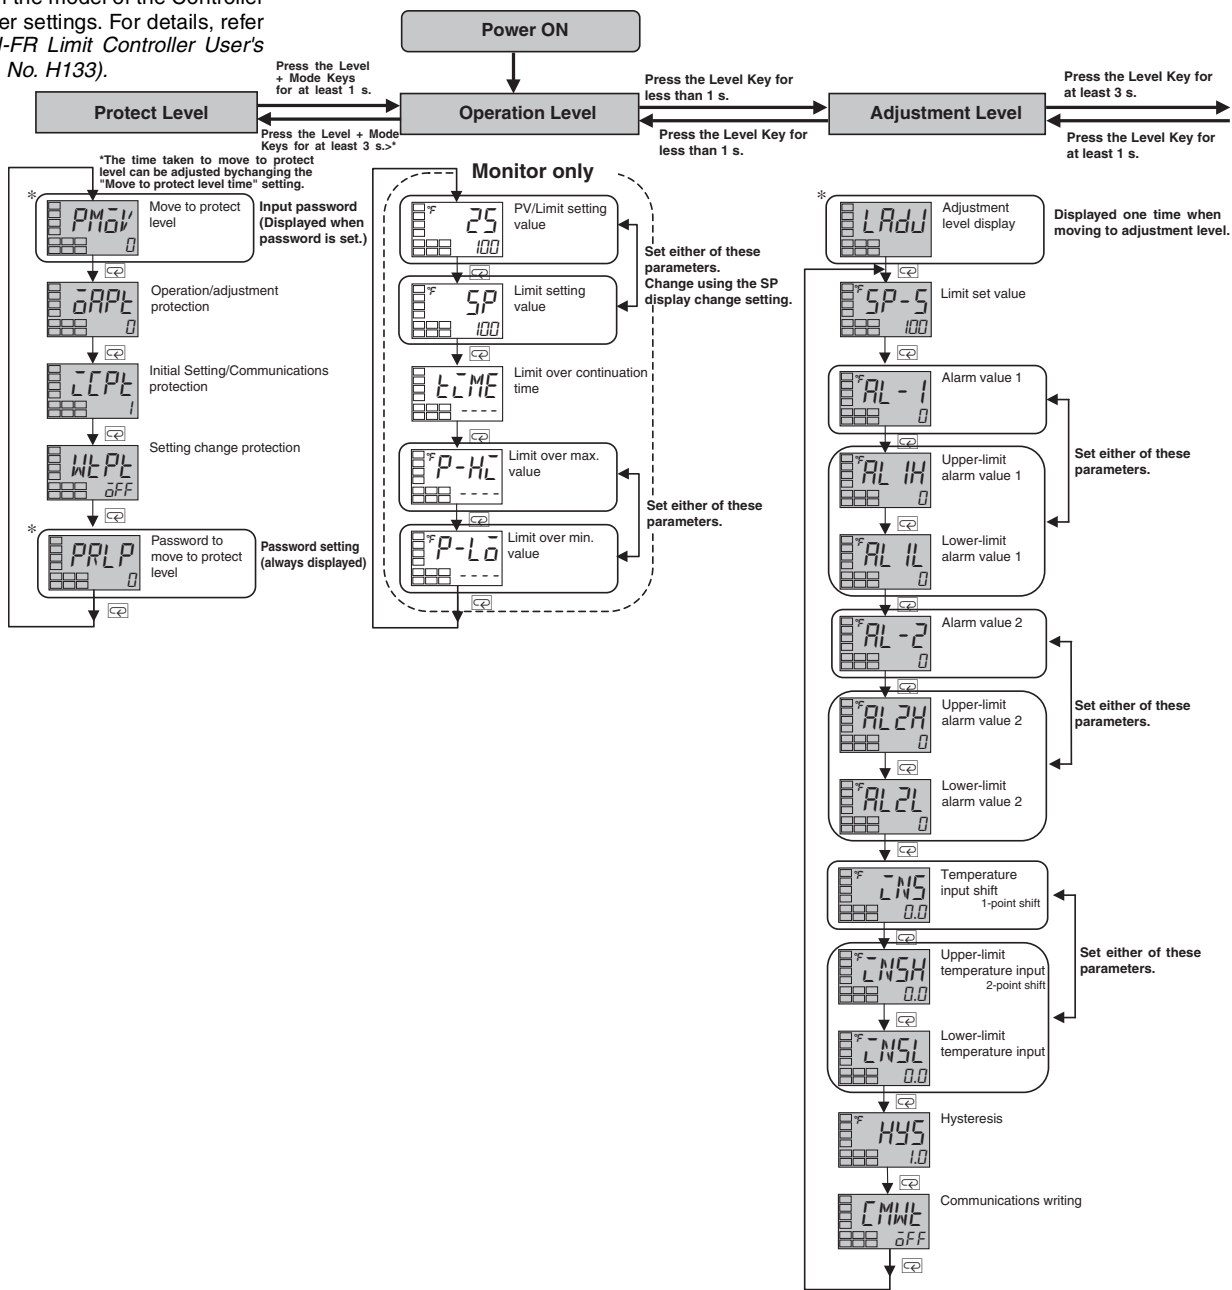 n the model of the Controller
er settings. For details, refer
N-FR Limit Controller User's
No. H133).
Power ON
Press the Level
+ Mode Keys
for at least 1 s.
Press the Level Key for
less than 1 s.
Press the Level Key for
at least 3 s.
Protect Level
Operation Level
Adjustment Level
Press the Level + Mode
Keys for at least 3 s.>*
Press the Level Key for
less than 1 s.
Press the Level Key for
at least 1 s.
*The time taken to move to protect
level can be adjusted bychanging the
"Move to protect level time" setting.
*
PMoV
0
Move to protect
level
Input password
(Displayed when
password is set.)
oAPt
0
Operation/adjustment
protection
iCPt
1
Initial Setting/Communications
protection
WtPt
oFF
Setting change protection
*
PRLP
0
Password to
move to protect
level
Password setting
(always displayed)
Monitor only
°F
25
100
PV/Limit setting
value
°F
SP
100
Limit setting
value
Set either of these
parameters.
Change using the SP
display change setting.
tiME
----
Limit over continuation
time
°F
P-Hi
----
Limit over max.
value
°F
P-Lo
----
Limit over min.
value
Set either of these
parameters.
*
LAdJ
Adjustment
level display
Displayed one time when
moving to adjustment level.
°F
SP-S
100
Limit set value
°F
AL-1
0
Alarm value 1
°F
AL1H
0
Upper-limit
alarm value 1
°F
AL1L
0
Lower-limit
alarm value 1
Set either of these
parameters.
°F
AL-2
0
Alarm value 2
°F
AL2H
0
Upper-limit
alarm value 2
°F
AL2L
0
Lower-limit
alarm value 2
Set either of these
parameters.
°F
iNS
0.0
Temperature
input shift
1-point shift
°F
iNSH
0.0
Upper-limit
temperature input
2-point shift
°F
iNSL
0.0
Lower-limit
temperature input
Set either of these
parameters.
°F
HYS
1.0
Hysteresis
CMWt
oFF
Communications writing